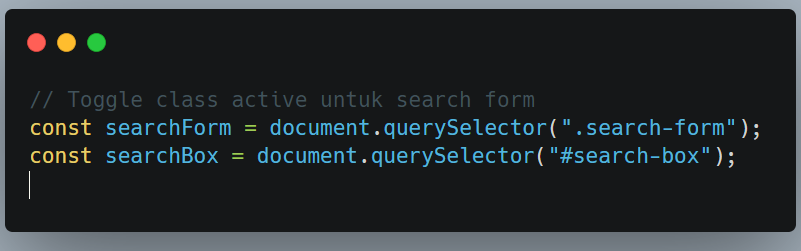 // Toggle class active untuk search form
const searchForm = document.querySelector(".search-form");
const searchBox = document.querySelector("#search-box");